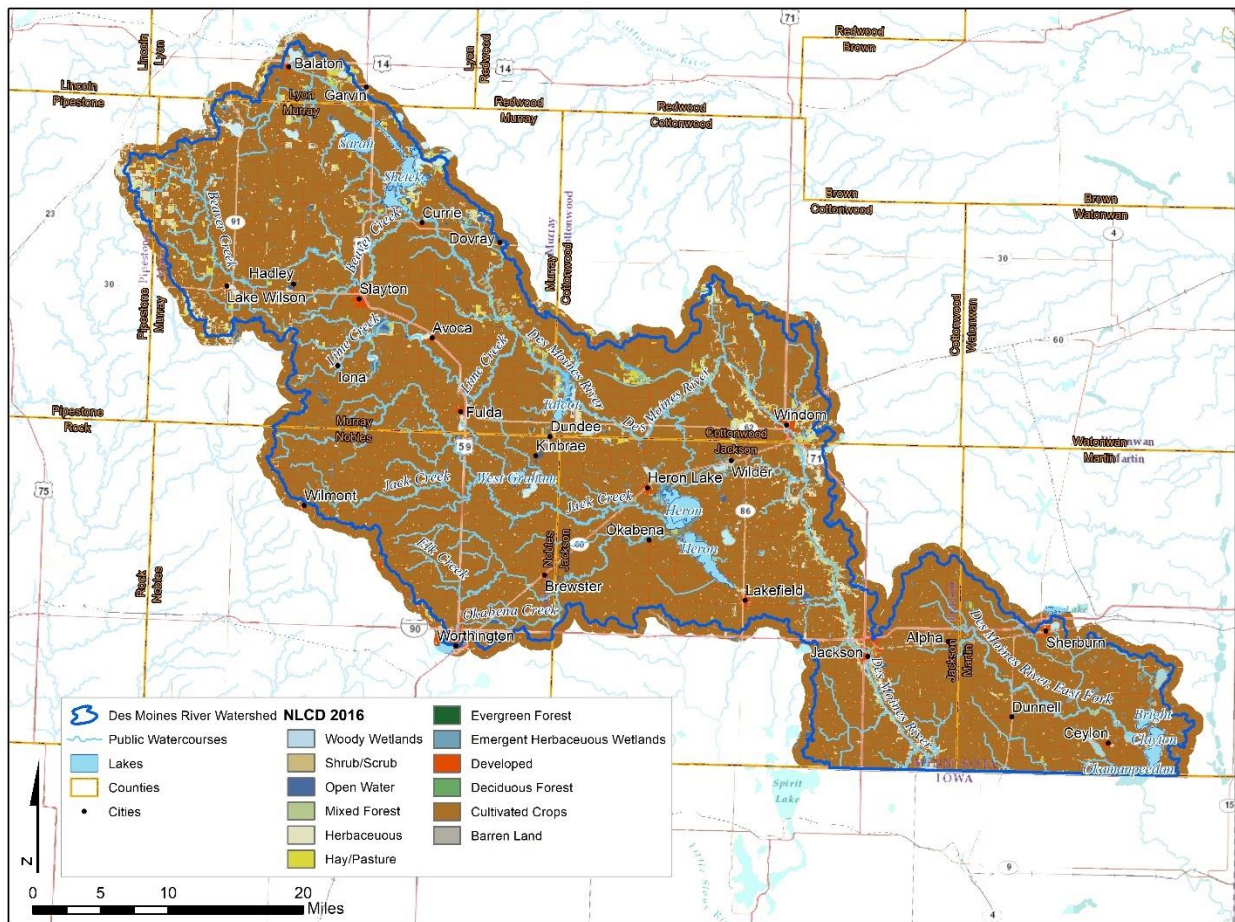 71
Redwood
Brown
Cottonwood River
Lincoln
Lyon
Balaton
14
Lyon
Redwood
14
Garvin
Lincoln
Pipestone
Lyon
Murray
Redwood
Murray
Redwood
Cottonwood
Sarah
Shetek
Brown
Cottonwood
Brown
Watonwan
23
91
Beaver Creek
Beaver Creek
Currie
Dovray
Murray
Cottonwood
4
30
30
Pipestone
Murray
Hadley
Lake Wilson
Slayton
Cottonwood
Watonwan
60
Avoca
Lime Creek
Lime Creek
Des Moines River
Iona
Des Moines River
Talcot
Pipestone
Rock
Fulda
Murray
Nobles
Dundee
62
Windom
Cottonwood
Jackson
Watonwan
Martin
Kinbrae
59
71
Wilder
75
Jack Creek
West Graham
Heron Lake
Wilmont
Jack Creek
Heron
86
Okabena
Heron
Elk Creek
60
Nobles
Jackson
Rock
Nobles
Brewster
Lakefield
Okabena Creek
90
Worthington
Alpha
Jackson
Martin
Des Moines River, East Fork
Lake
Sherburn
Jackson
Des Moines River
Dunnell
Bright
Clayton
Ceylon
Okamanpeedan
IOWA
Spirit
Lake
15
9
4
Little Sioux
Des Moines River Watershed
Public Watercourses
Lakes
Counties
Cities
NLCD 2016
Woody Wetlands
Shrub/Scrub
Open Water
Mixed Forest
Herbaceuous
Hay/Pasture
Evergreen Forest
Emergent Herbaceuous Wetlands
Developed
Deciduous Forest
Cultivated Crops
Barren Land
N
0 5 10 20
Miles